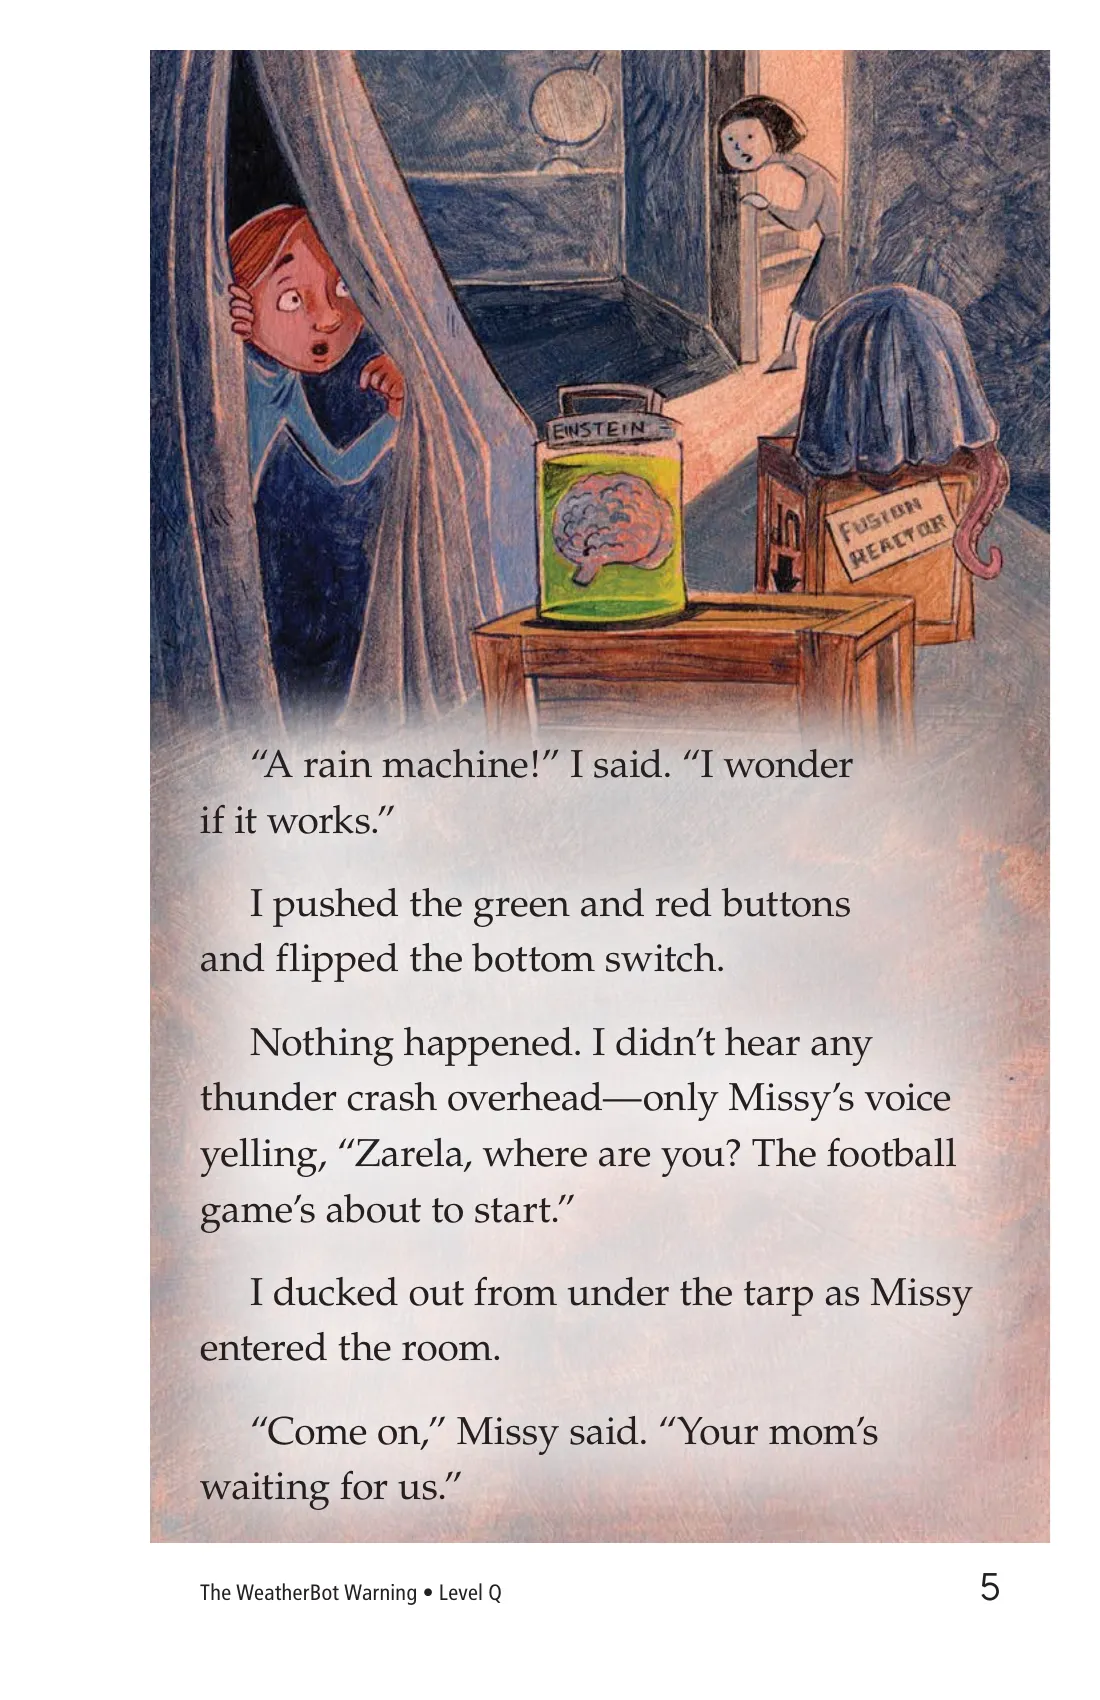 EINSTEIN
FUSION
REACTOR
UP
“A rain machine!” I said. “I wonder
if it works.”
I pushed the green and red buttons
and flipped the bottom switch.
Nothing happened. I didn’t hear any
thunder crash overhead—only Missy’s voice
yelling, “Zarela, where are you? The football
game’s about to start.”
I ducked out from under the tarp as Missy
entered the room.
“Come on,” Missy said. “Your mom’s
waiting for us.”
The WeatherBot Warning • Level Q
5